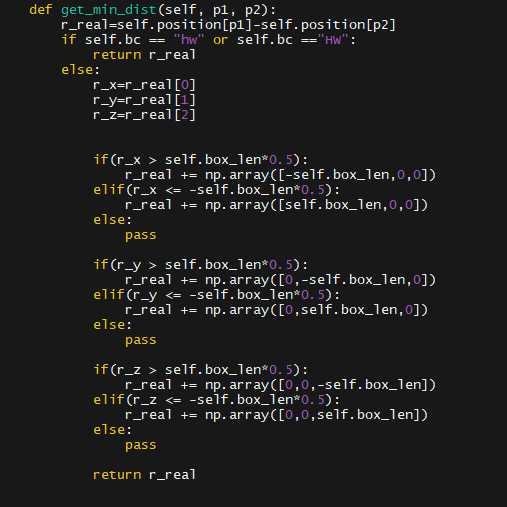 def get_min_dist(self, p1, p2):
r_real=self.position[p1]-self.position[p2]
if self.bc == "hw" or self.bc =="HW":
return r_real
else:
r_x=r_real[0]
r_y=r_real[1]
r_z=r_real[2]
if(r_x > self.box_len*0.5):
r_real += np.array([-self.box_len,0,0])
elif(r_x <= -self.box_len*0.5):
r_real += np.array([self.box_len,0,0])
else:
pass
if(r_y > self.box_len*0.5):
r_real += np.array([0,-self.box_len,0])
elif(r_y <= -self.box_len*0.5):
r_real += np.array([0,self.box_len,0])
else:
pass
if(r_z > self.box_len*0.5):
r_real += np.array([0,0,-self.box_len])
elif(r_z <= -self.box_len*0.5):
r_real += np.array([0,0,self.box_len])
else:
pass
return r_real